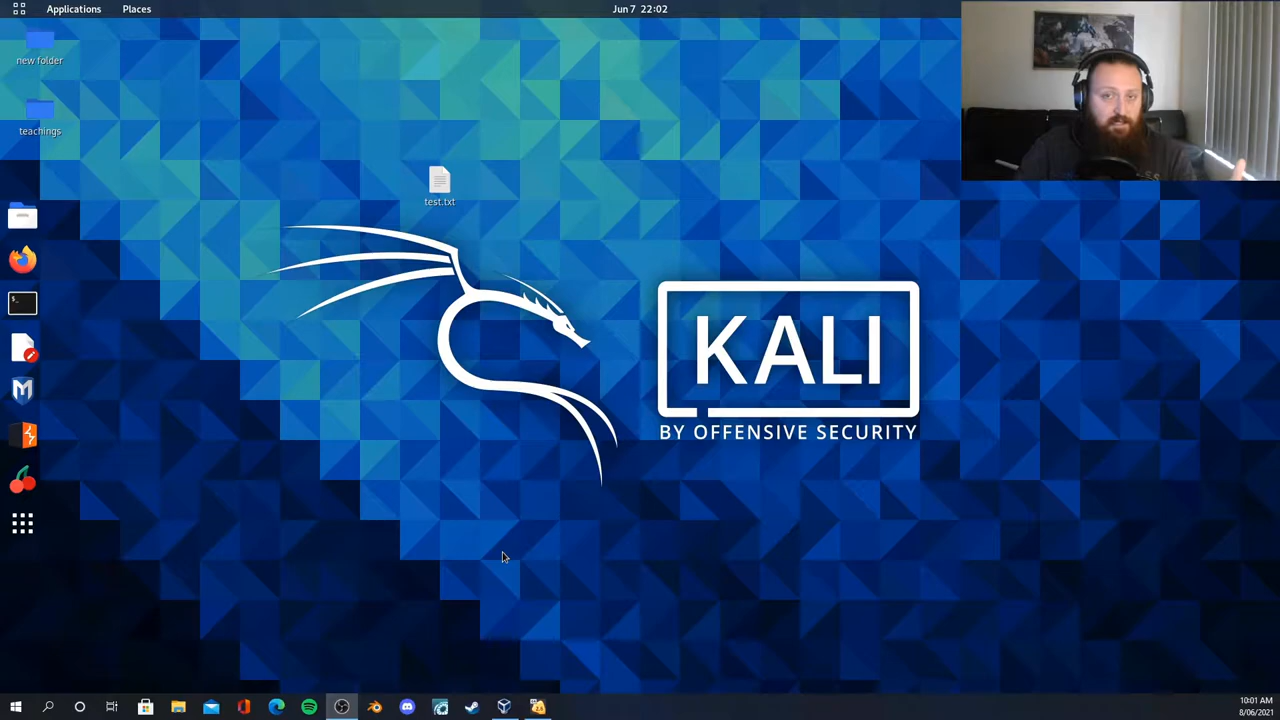 Applications Places Jun 7 22:02
new folder
teachings
test.txt
KALI
BY OFFENSIVE SECURITY
10:01 AM
8/06/2021